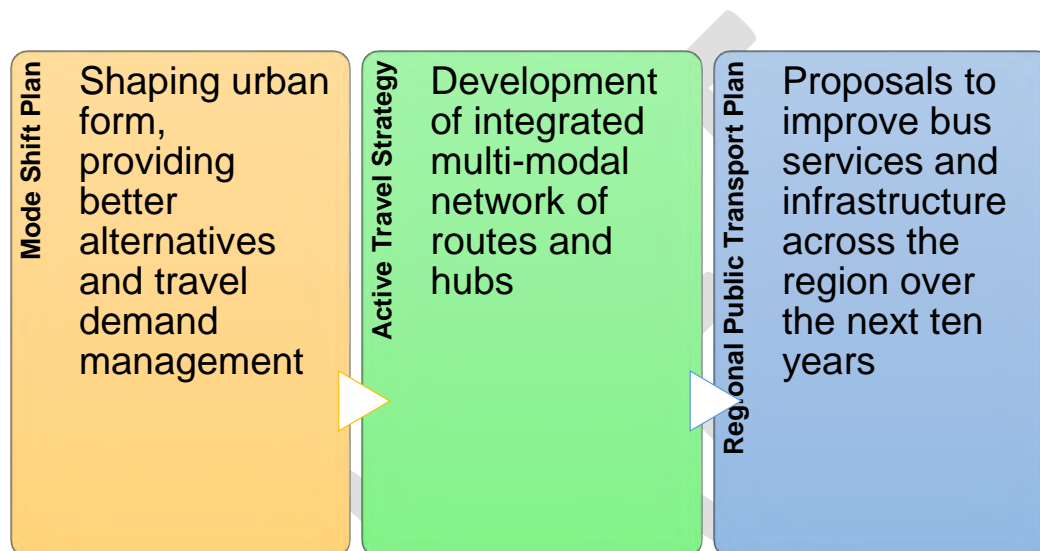 Mode Shift Plan
Shaping urban
form,
providing
better
alternatives
and travel
demand
management
Active Travel Strategy
Development
of integrated
multi-modal
network of
routes and
hubs
Regional Public Transport Plan
Proposals to
improve bus
services and
infrastructure
across the
region over
the next ten
years